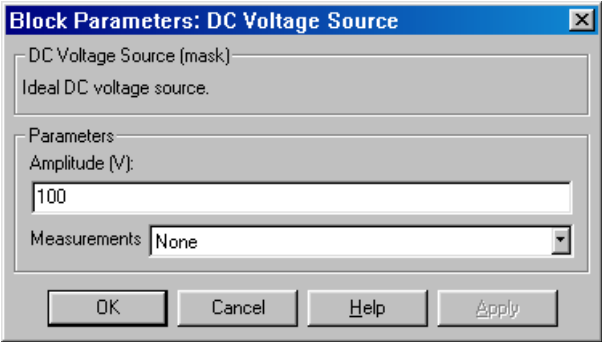 Block Parameters: DC Voltage Source
DC Voltage Source (mask)
Ideal DC voltage source.
Parameters
Amplitude (V):
100
Measurements None
OK Cancel Help Apply